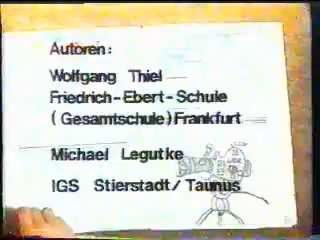 Autoren:
Wolfgang Thiel
Friedrich-Ebert-Schule
(Gesamtschule) Frankfurt
Michael Legutke
IGS Stierstadt/Taunus